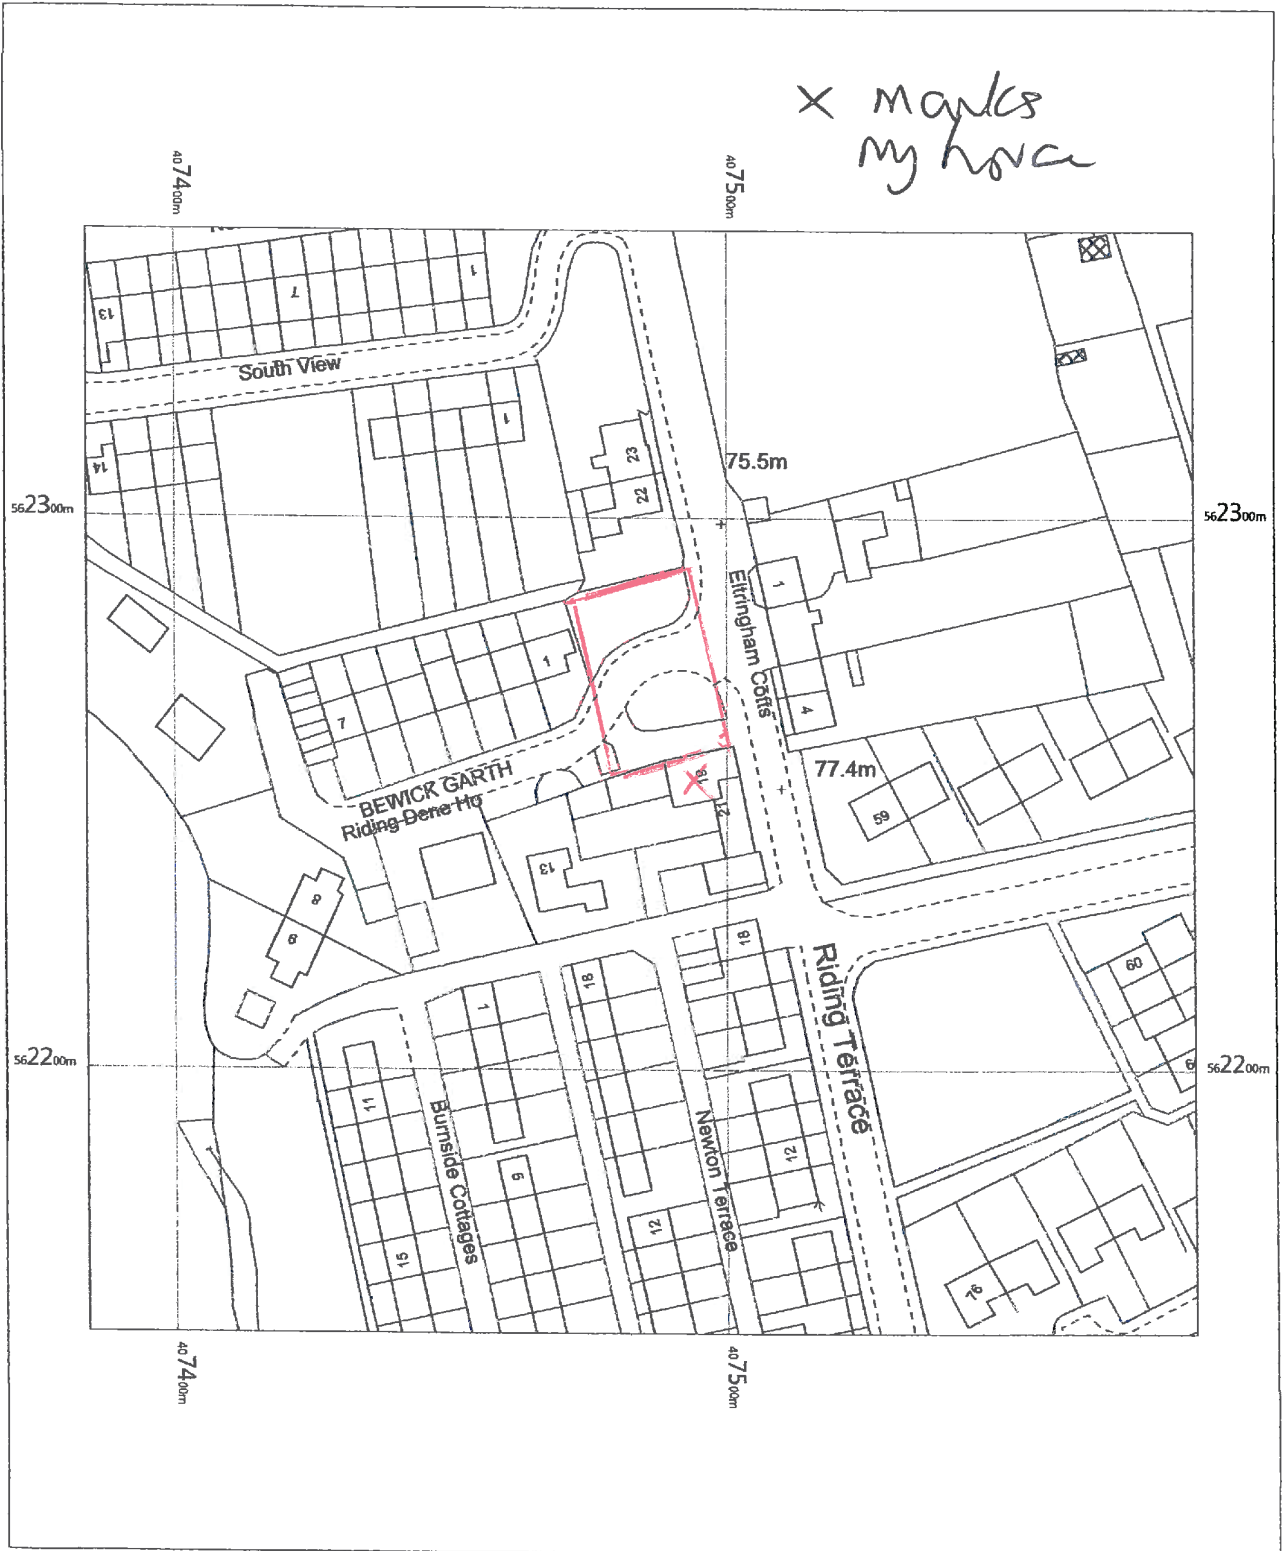 X marks
my house
4074 00m
4075 00m
1
7
13
South View
1
14
23
22
75.5m
5623 00m
5623 00m
Eltringham Cotts
1
1
7
4
BEWICK GARTH
Riding Dene Ho
19
21
77.4m
59
13
8
9
18
18
1
Riding Terrace
60
5622 00m
5622 00m
11
Burnside Cottages
Newton Terrace
12
9
15
12
76
4074 00m
4075 00m